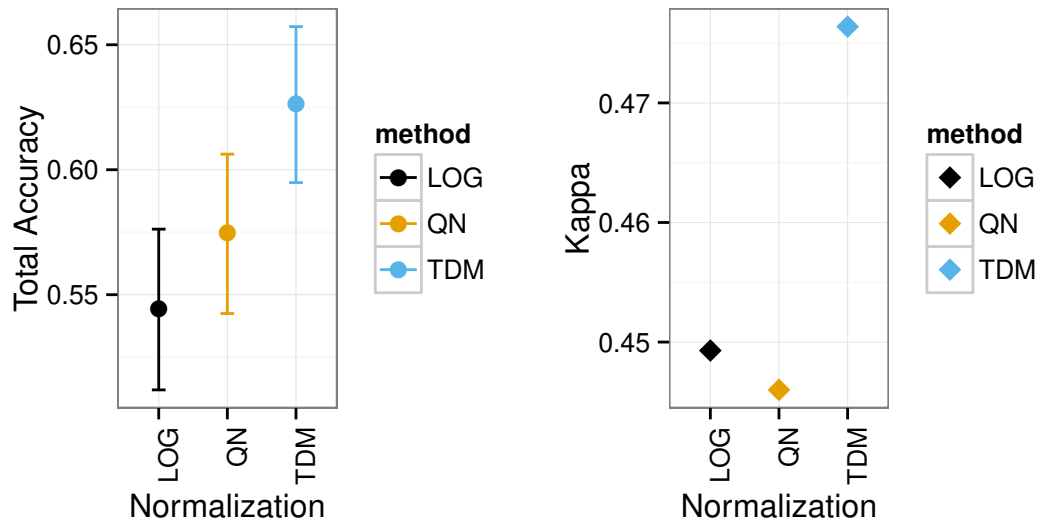 Total Accuracy
0.65
0.60
0.55
LOG
QN
TDM
Normalization
method
LOG
QN
TDM
Kappa
0.47
0.46
0.45
LOG
QN
TDM
Normalization
method
LOG
QN
TDM